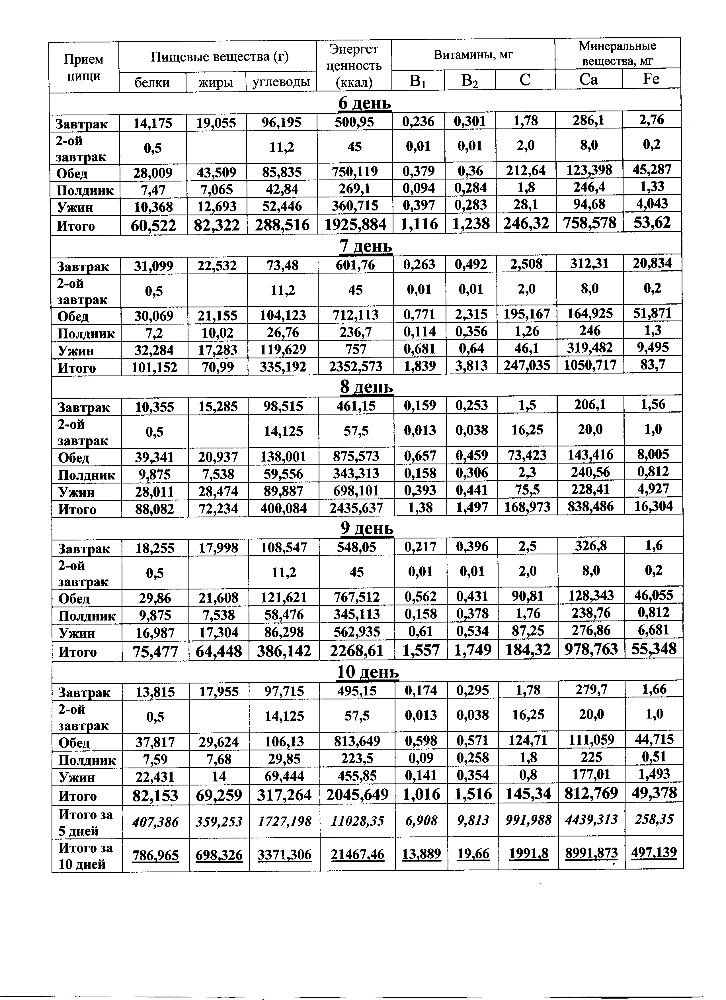 Прием пищи Пищевые вещества (г) Энергет ценность (ккал) Витамины, мг Минеральные вещества, мг
белки жиры углеводы B1 B2 C Ca Fe
6 день
Завтрак 14,175 19,055 96,195 500,95 0,236 0,301 1,78 286,1 2,76
2-ой завтрак 0,5 11,2 45 0,01 0,01 2,0 8,0 0,2
Обед 28,009 43,509 85,835 750,119 0,379 0,36 212,64 123,398 45,287
Полдник 7,47 7,065 42,84 269,1 0,094 0,284 1,8 246,4 1,33
Ужин 10,368 12,693 52,446 360,715 0,397 0,283 28,1 94,68 4,043
Итого 60,522 82,322 288,516 1925,884 1,116 1,238 246,32 758,578 53,62
7 день
Завтрак 31,099 22,532 73,48 601,76 0,263 0,492 2,508 312,31 20,834
2-ой завтрак 0,5 11,2 45 0,01 0,01 2,0 8,0 0,2
Обед 30,069 21,155 104,123 712,113 0,771 2,315 195,167 164,925 51,871
Полдник 7,2 10,02 26,76 236,7 0,114 0,356 1,26 246 1,3
Ужин 32,284 17,283 119,629 757 0,681 0,64 46,1 319,482 9,495
Итого 101,152 70,99 335,192 2352,573 1,839 3,813 247,035 1050,717 83,7
8 день
Завтрак 10,355 15,285 98,515 461,15 0,159 0,253 1,5 206,1 1,56
2-ой завтрак 0,5 14,125 57,5 0,013 0,038 16,25 20,0 1,0
Обед 39,341 20,937 138,001 875,573 0,657 0,459 73,423 143,416 8,005
Полдник 9,875 7,538 59,556 343,313 0,158 0,306 2,3 240,56 0,812
Ужин 28,011 28,474 89,887 698,101 0,393 0,441 75,5 228,41 4,927
Итого 88,082 72,234 400,084 2435,637 1,38 1,497 168,973 838,486 16,304
9 день
Завтрак 18,255 17,998 108,547 548,05 0,217 0,396 2,5 326,8 1,6
2-ой завтрак 0,5 11,2 45 0,01 0,01 2,0 8,0 0,2
Обед 29,86 21,608 121,621 767,512 0,562 0,431 90,81 128,343 46,055
Полдник 9,875 7,538 58,476 345,113 0,158 0,378 1,76 238,76 0,812
Ужин 16,987 17,304 86,298 562,935 0,61 0,534 87,25 276,86 6,681
Итого 75,477 64,448 386,142 2268,61 1,557 1,749 184,32 978,763 55,348
10 день
Завтрак 13,815 17,955 97,715 495,15 0,174 0,295 1,78 279,7 1,66
2-ой завтрак 0,5 14,125 57,5 0,013 0,038 16,25 20,0 1,0
Обед 37,817 29,624 106,13 813,649 0,598 0,571 124,71 111,059 44,715
Полдник 7,59 7,68 29,85 223,5 0,09 0,258 1,8 225 0,51
Ужин 22,431 14 69,444 455,85 0,141 0,354 0,8 177,01 1,493
Итого 82,153 69,259 317,264 2045,649 1,016 1,516 145,34 812,769 49,378
Итого за 5 дней 407,386 359,253 1727,198 11028,35 6,908 9,813 991,988 4439,313 258,35
Итого за 10 дней 786,965 698,326 3371,306 21467,46 13,889 19,66 1991,8 8991,873 497,139